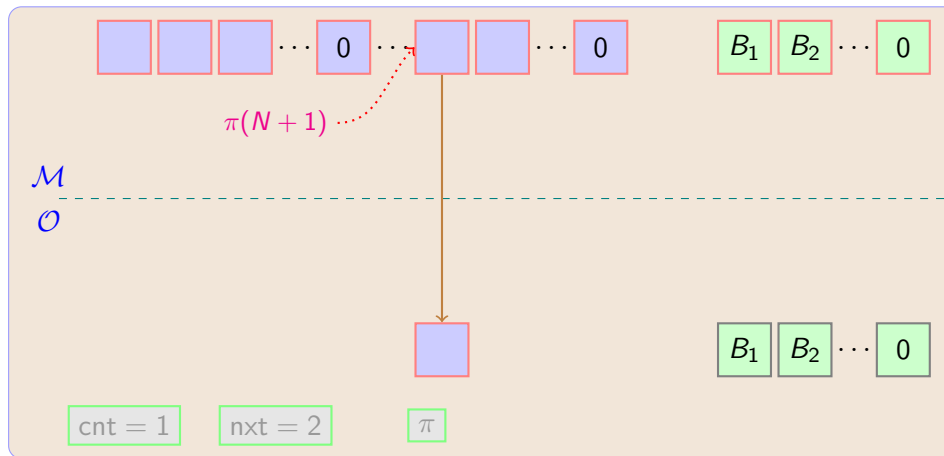 ⋯ 0 ⋯ ⋯ 0 B₁ B₂ ⋯ 0
π(N + 1)
ℳ
𝒪
B₁ B₂ ⋯ 0
cnt = 1 nxt = 2 π